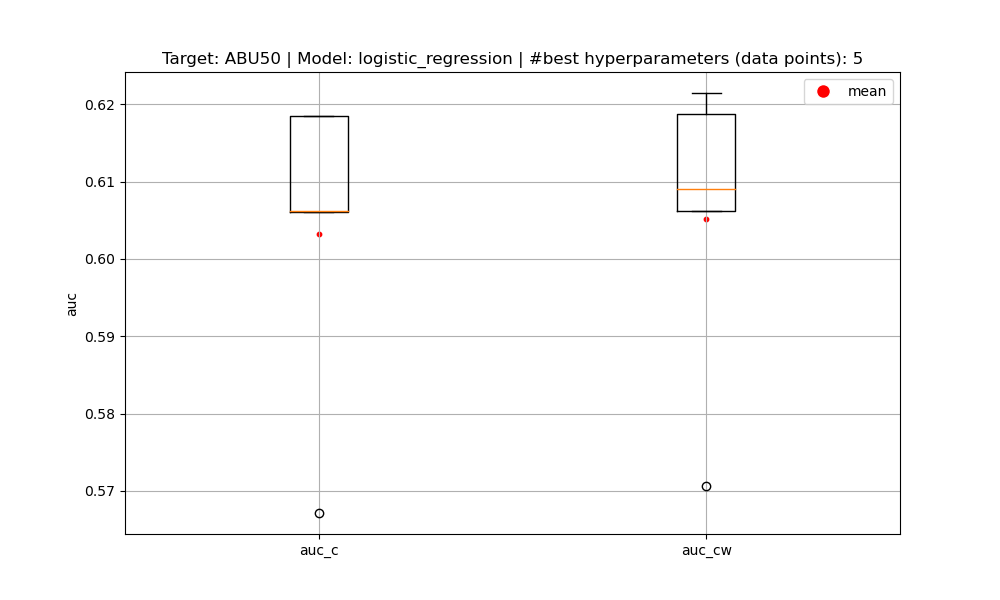 Target: ABU50 | Model: logistic_regression | #best hyperparameters (data points): 5
mean
0.62
0.61
0.60
0.59
0.58
0.57
auc
auc_c
auc_cw